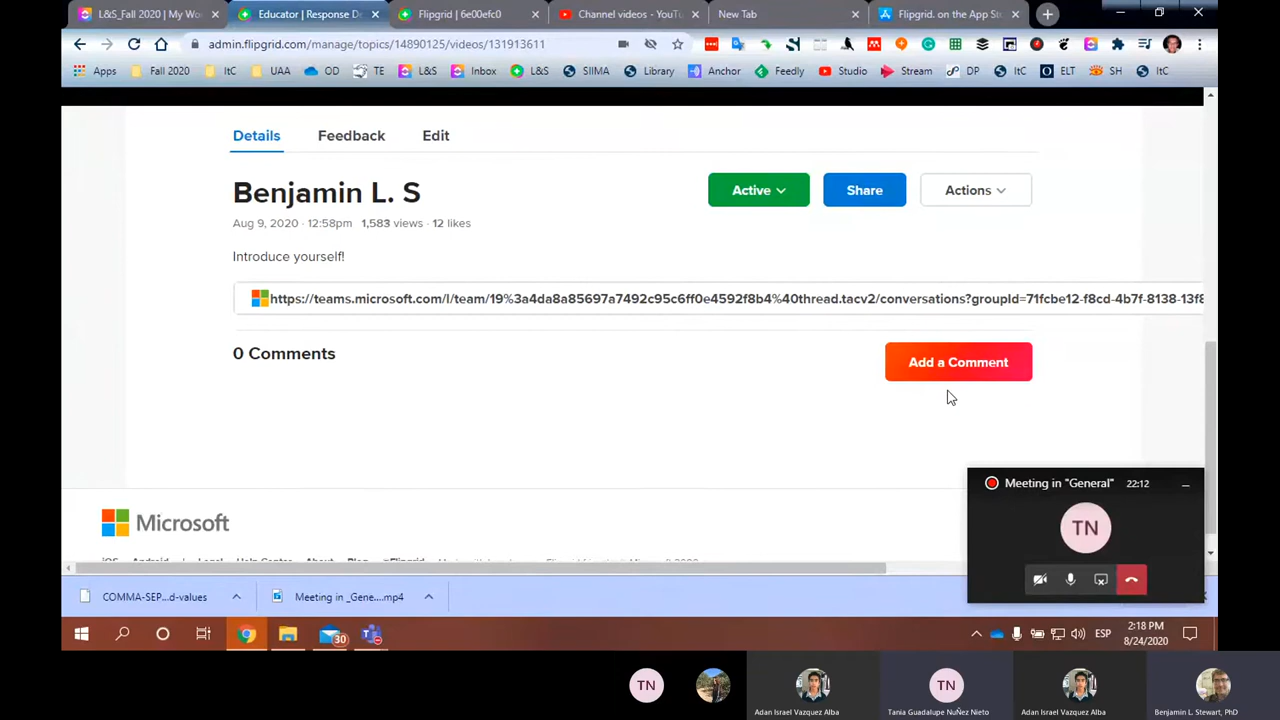 L&S_Fall 2020 | My Wo
Educator | Response De
Flipgrid | 6e00efc0
Channel videos - YouTu
New Tab
Flipgrid. on the App St
admin.flipgrid.com/manage/topics/14890125/videos/131913611
Apps
Fall 2020
ItC
UAA
OD
TE
L&S
Inbox
L&S
SIIMA
Library
Anchor
Feedly
Studio
Stream
DP
ItC
ELT
SH
ItC
Details
Feedback
Edit
Benjamin L. S
Active
Share
Actions
Aug 9, 2020 · 12:58pm 1,583 views · 12 likes
Introduce yourself!
https://teams.microsoft.com/l/team/19%3a4da8a85697a7492c95c6ff0e4592f8b4%40thread.tacv2/conversations?groupId=71fcbe12-f8cd-4b7f-8138-13f8
0 Comments
Add a Comment
Meeting in "General"
22:12
TN
Microsoft
COMMA-SEP...d-values
Meeting in _Gene....mp4
30
ESP
2:18 PM
8/24/2020
TN
TN
Adan Israel Vazquez Alba
Tania Guadalupe NuÑez Nieto
Adan Israel Vazquez Alba
Benjamin L. Stewart, PhD